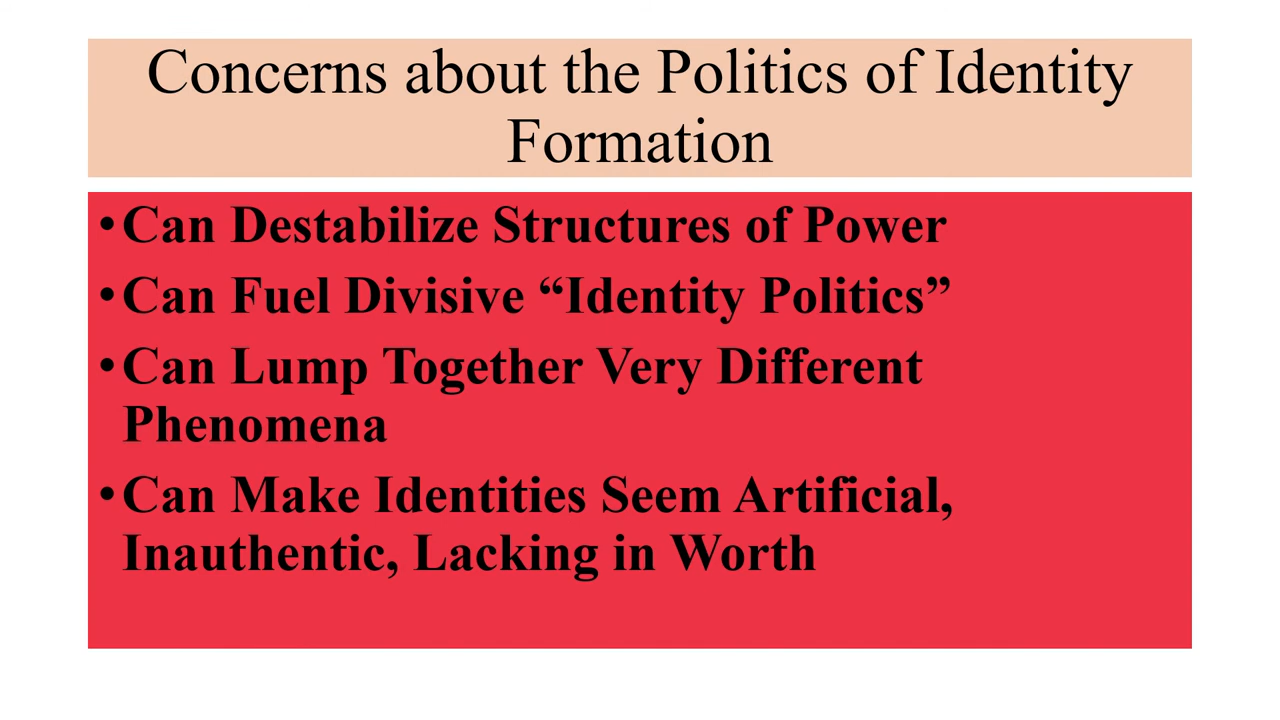 Concerns about the Politics of Identity
Formation
•Can Destabilize Structures of Power
•Can Fuel Divisive “Identity Politics”
•Can Lump Together Very Different
Phenomena
•Can Make Identities Seem Artificial,
Inauthentic, Lacking in Worth